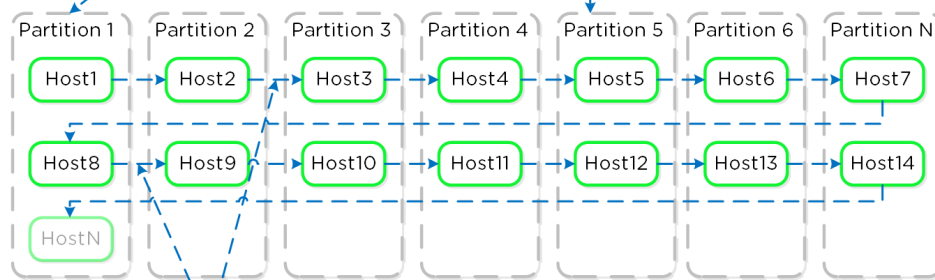 Partition 1 Partition 2 Partition 3 Partition 4 Partition 5 Partition 6 Partition N
Host1 Host2 Host3 Host4 Host5 Host6 Host7
Host8 Host9 Host10 Host11 Host12 Host13 Host14
HostN